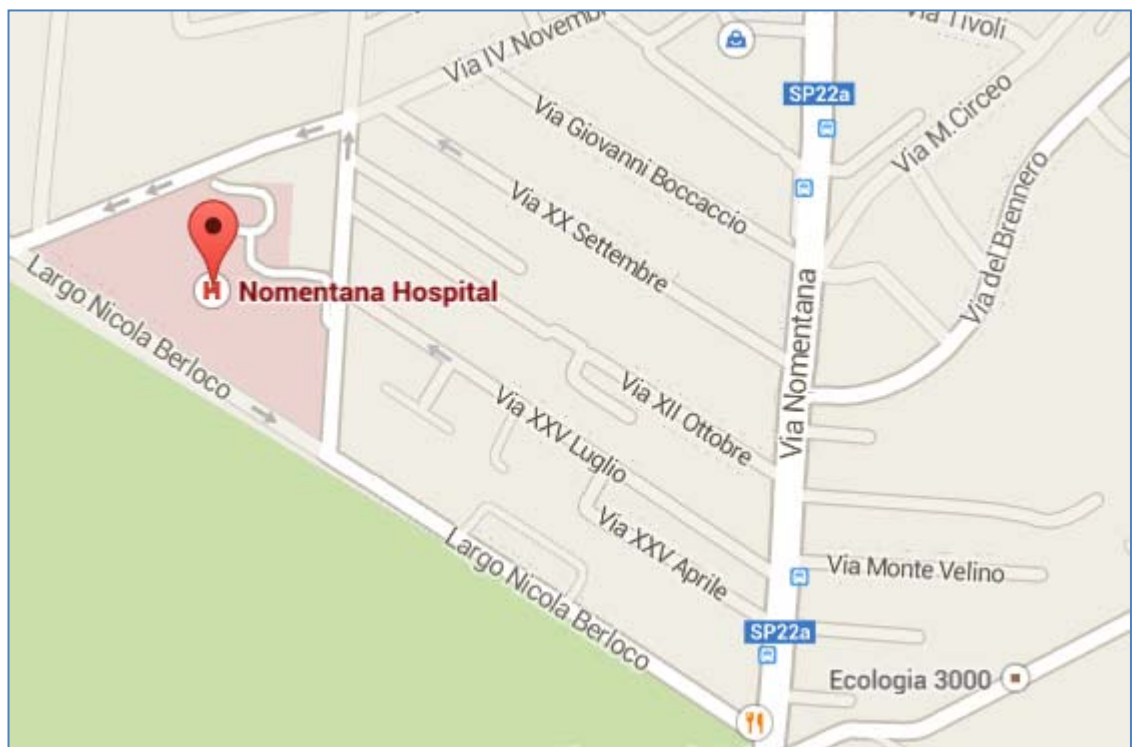 Via Tivoli
Via IV Novemb
SP22a
Via M.Circeo
Via Giovanni Boccaccio
Via del Brennero
Via XX Settembre
Largo Nicola Berloco
H
Nomentana Hospital
Via Nomentana
Via XII Ottobre
Via XXV Luglio
Via XXV Aprile
Largo Nicola Berloco
Via Monte Velino
SP22a
Ecologia 3000